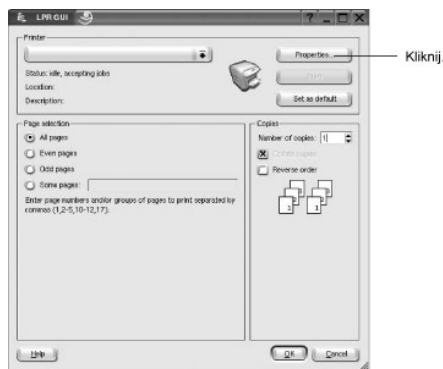 LPR GUI
Printer
Properties...
Kliknij.
Status: idle, accepting jobs
Location:
Description:
Set as default
Page selection
All pages
Even pages
Odd pages
Some pages:
Enter page numbers and/or groups of pages to print separated by
commas (1,2-5,10-12,17).
Copies
Number of copies: 1
Collate copies
Reverse order
Help
OK
Cancel